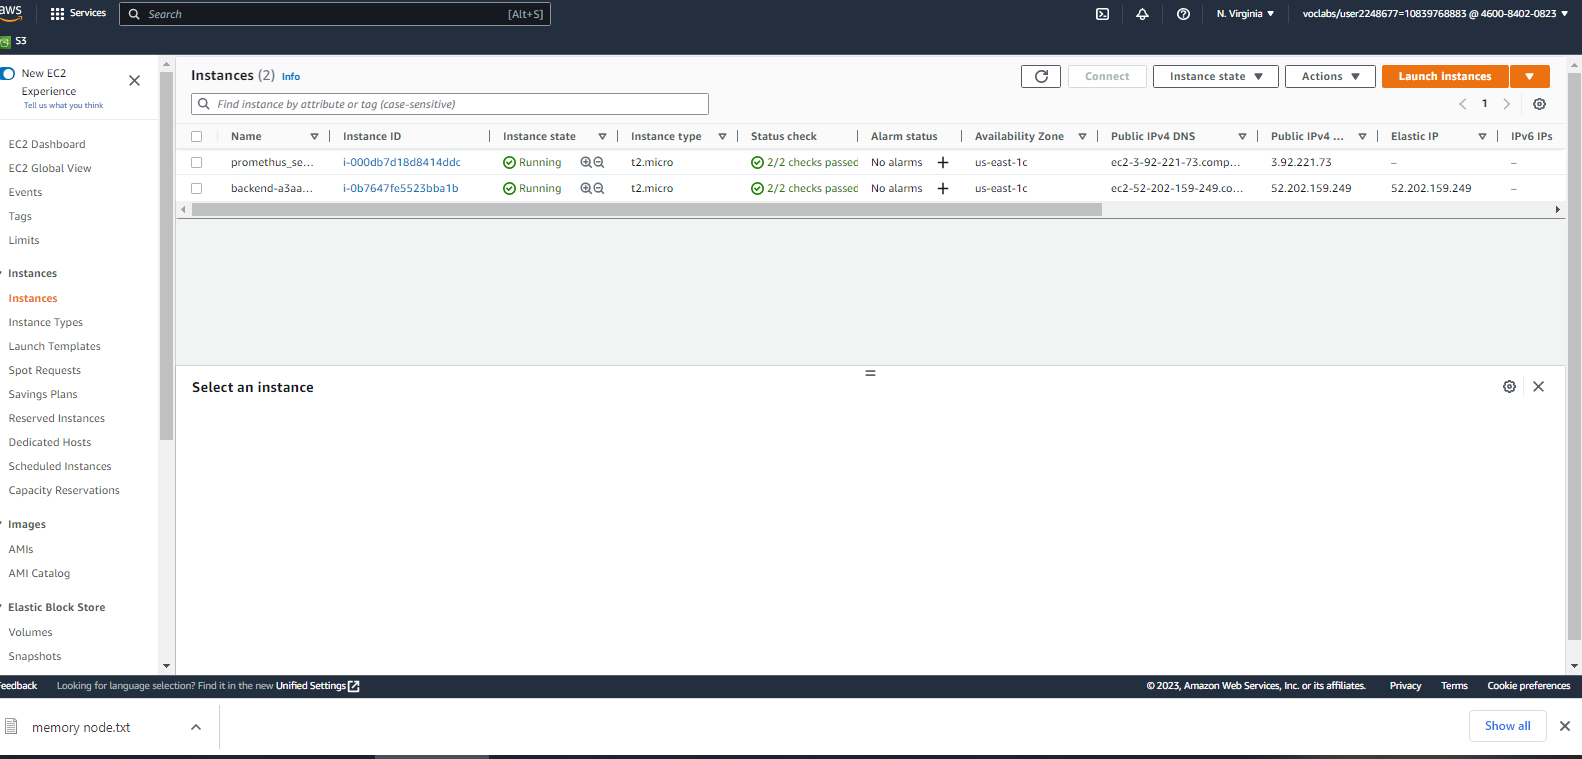 aws
Services
Search
[Alt+S]
N. Virginia
voclabs/user2248677=10839768883 @ 4600-8402-0823
S3
New EC2
Experience
Tell us what you think
EC2 Dashboard
EC2 Global View
Events
Tags
Limits
Instances
Instances
Instance Types
Launch Templates
Spot Requests
Savings Plans
Reserved Instances
Dedicated Hosts
Scheduled Instances
Capacity Reservations
Images
AMIs
AMI Catalog
Elastic Block Store
Volumes
Snapshots
Instances (2) Info
Connect
Instance state
Actions
Launch instances
Find instance by attribute or tag (case-sensitive)
1
Name Instance ID Instance state Instance type Status check Alarm status Availability Zone Public IPv4 DNS Public IPv4 ... Elastic IP IPv6 IPs
promethus_se... i-000db7d18d8414ddc Running t2.micro 2/2 checks passed No alarms + us-east-1c ec2-3-92-221-73.comp... 3.92.221.73 – –
backend-a3aa... i-0b7647fe5523bba1b Running t2.micro 2/2 checks passed No alarms + us-east-1c ec2-52-202-159-249.co... 52.202.159.249 52.202.159.249 –
Select an instance
eedback
Looking for language selection? Find it in the new Unified Settings
© 2023, Amazon Web Services, Inc. or its affiliates.
Privacy
Terms
Cookie preferences
memory node.txt
Show all